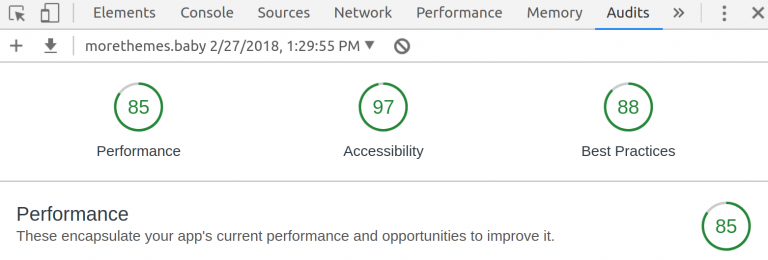 Elements Console Sources Network Performance Memory Audits »
morethemes.baby 2/27/2018, 1:29:55 PM ▼
85 97 88
Performance Accessibility Best Practices
Performance 85
These encapsulate your app's current performance and opportunities to improve it.